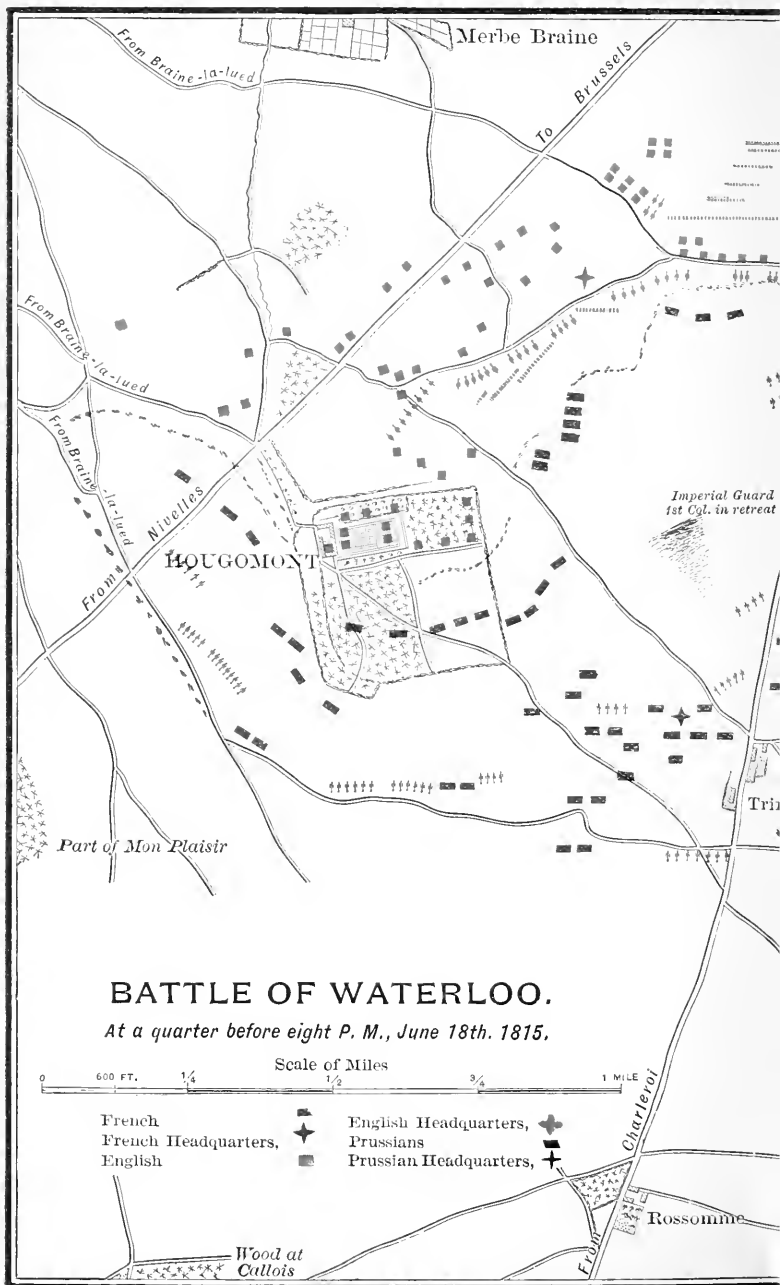 Merbe Braine
From Braine-la-lued
To Brussels
From Braine-la-lued
From Braine-la-lued
From Nivelles
HOUGOMONT
Imperial Guard
1st Col. in retreat
Part of Mon Plaisir
Tri
BATTLE OF WATERLOO.
At a quarter before eight P. M., June 18th. 1815.
Scale of Miles
0 600 FT. 1/4 1/2 3/4 1 MILE
French
French Headquarters,
English
English Headquarters,
Prussians
Prussian Headquarters,
From Charleroi
Rossomme
Wood at
Callois